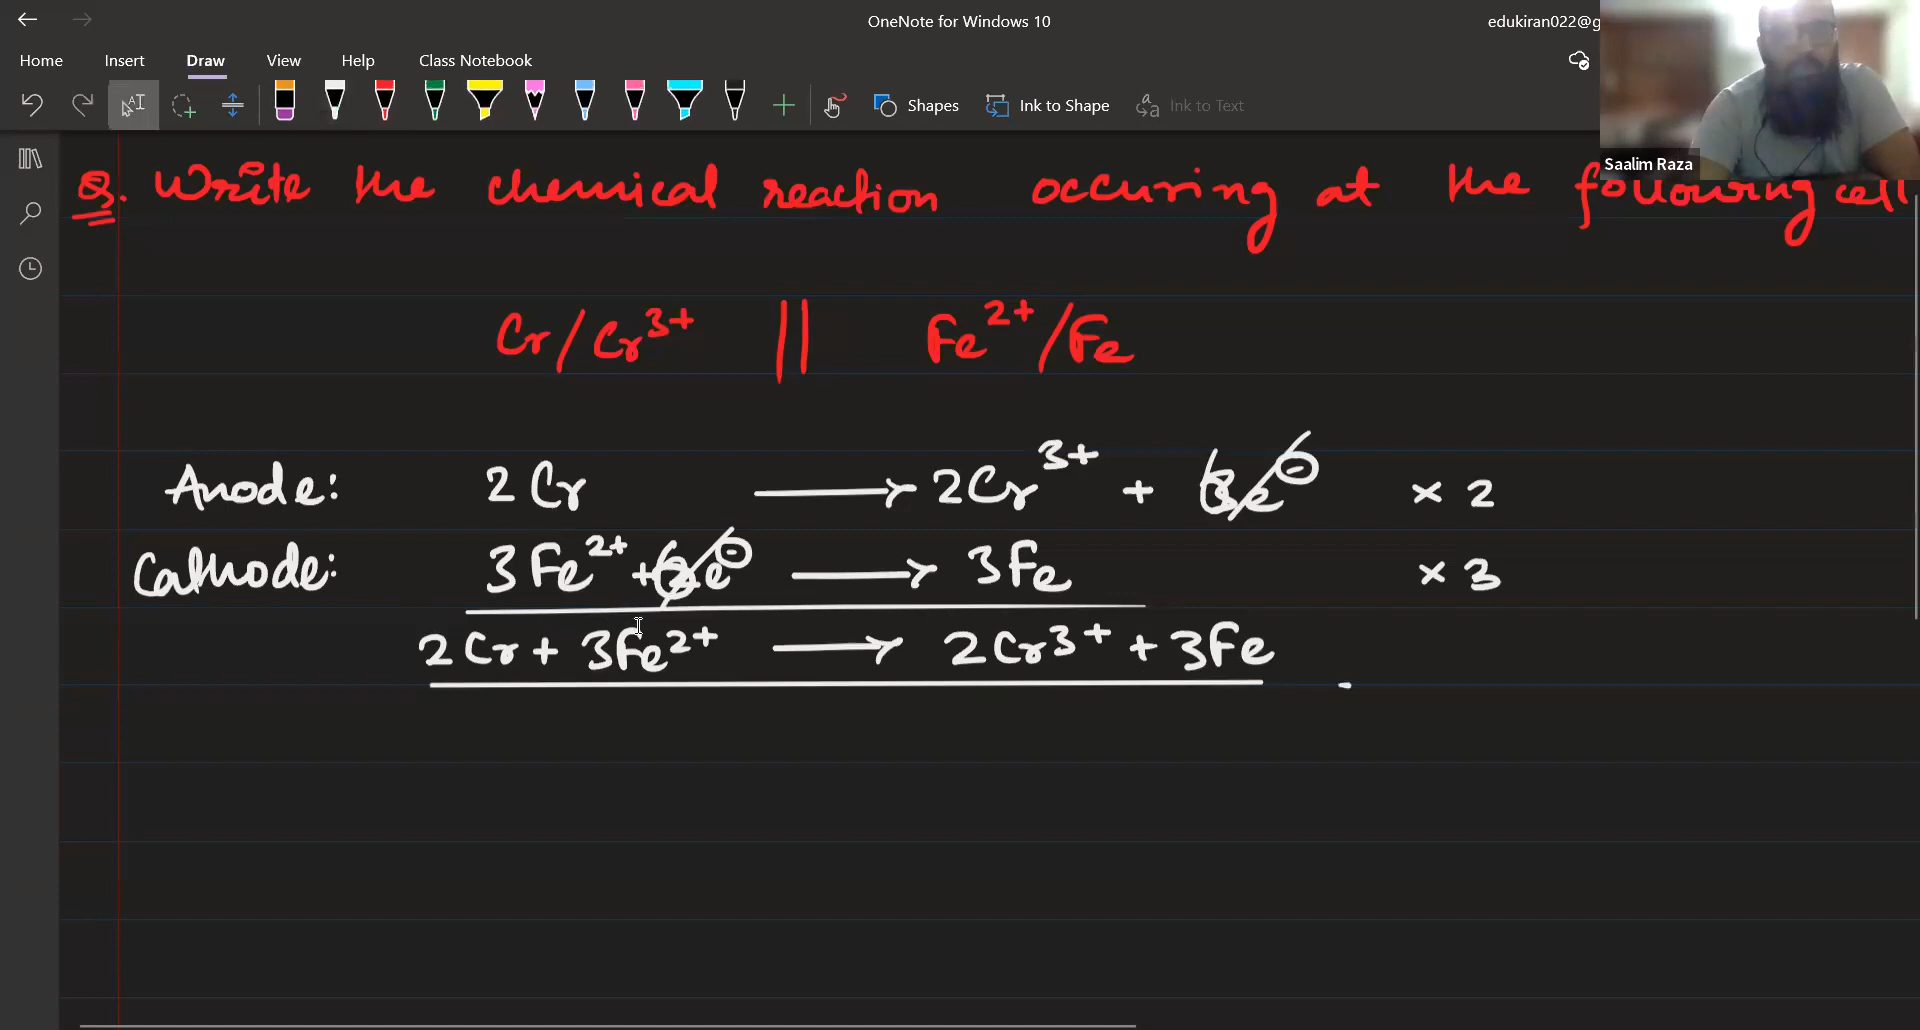 OneNote for Windows 10
edukiran022@g
Home Insert Draw View Help Class Notebook
Shapes Ink to Shape Ink to Text
Saalim Raza
Q. Write the chemical reaction occuring at the following cell
Cr/Cr³⁺ || Fe²⁺/Fe
Anode: 2Cr ⟶ 2Cr³⁺ + 6e⊖ × 2
Cathode: 3Fe²⁺ + 6e⊖ ⟶ 3Fe × 3
2Cr + 3Fe²⁺ ⟶ 2Cr³⁺ + 3Fe